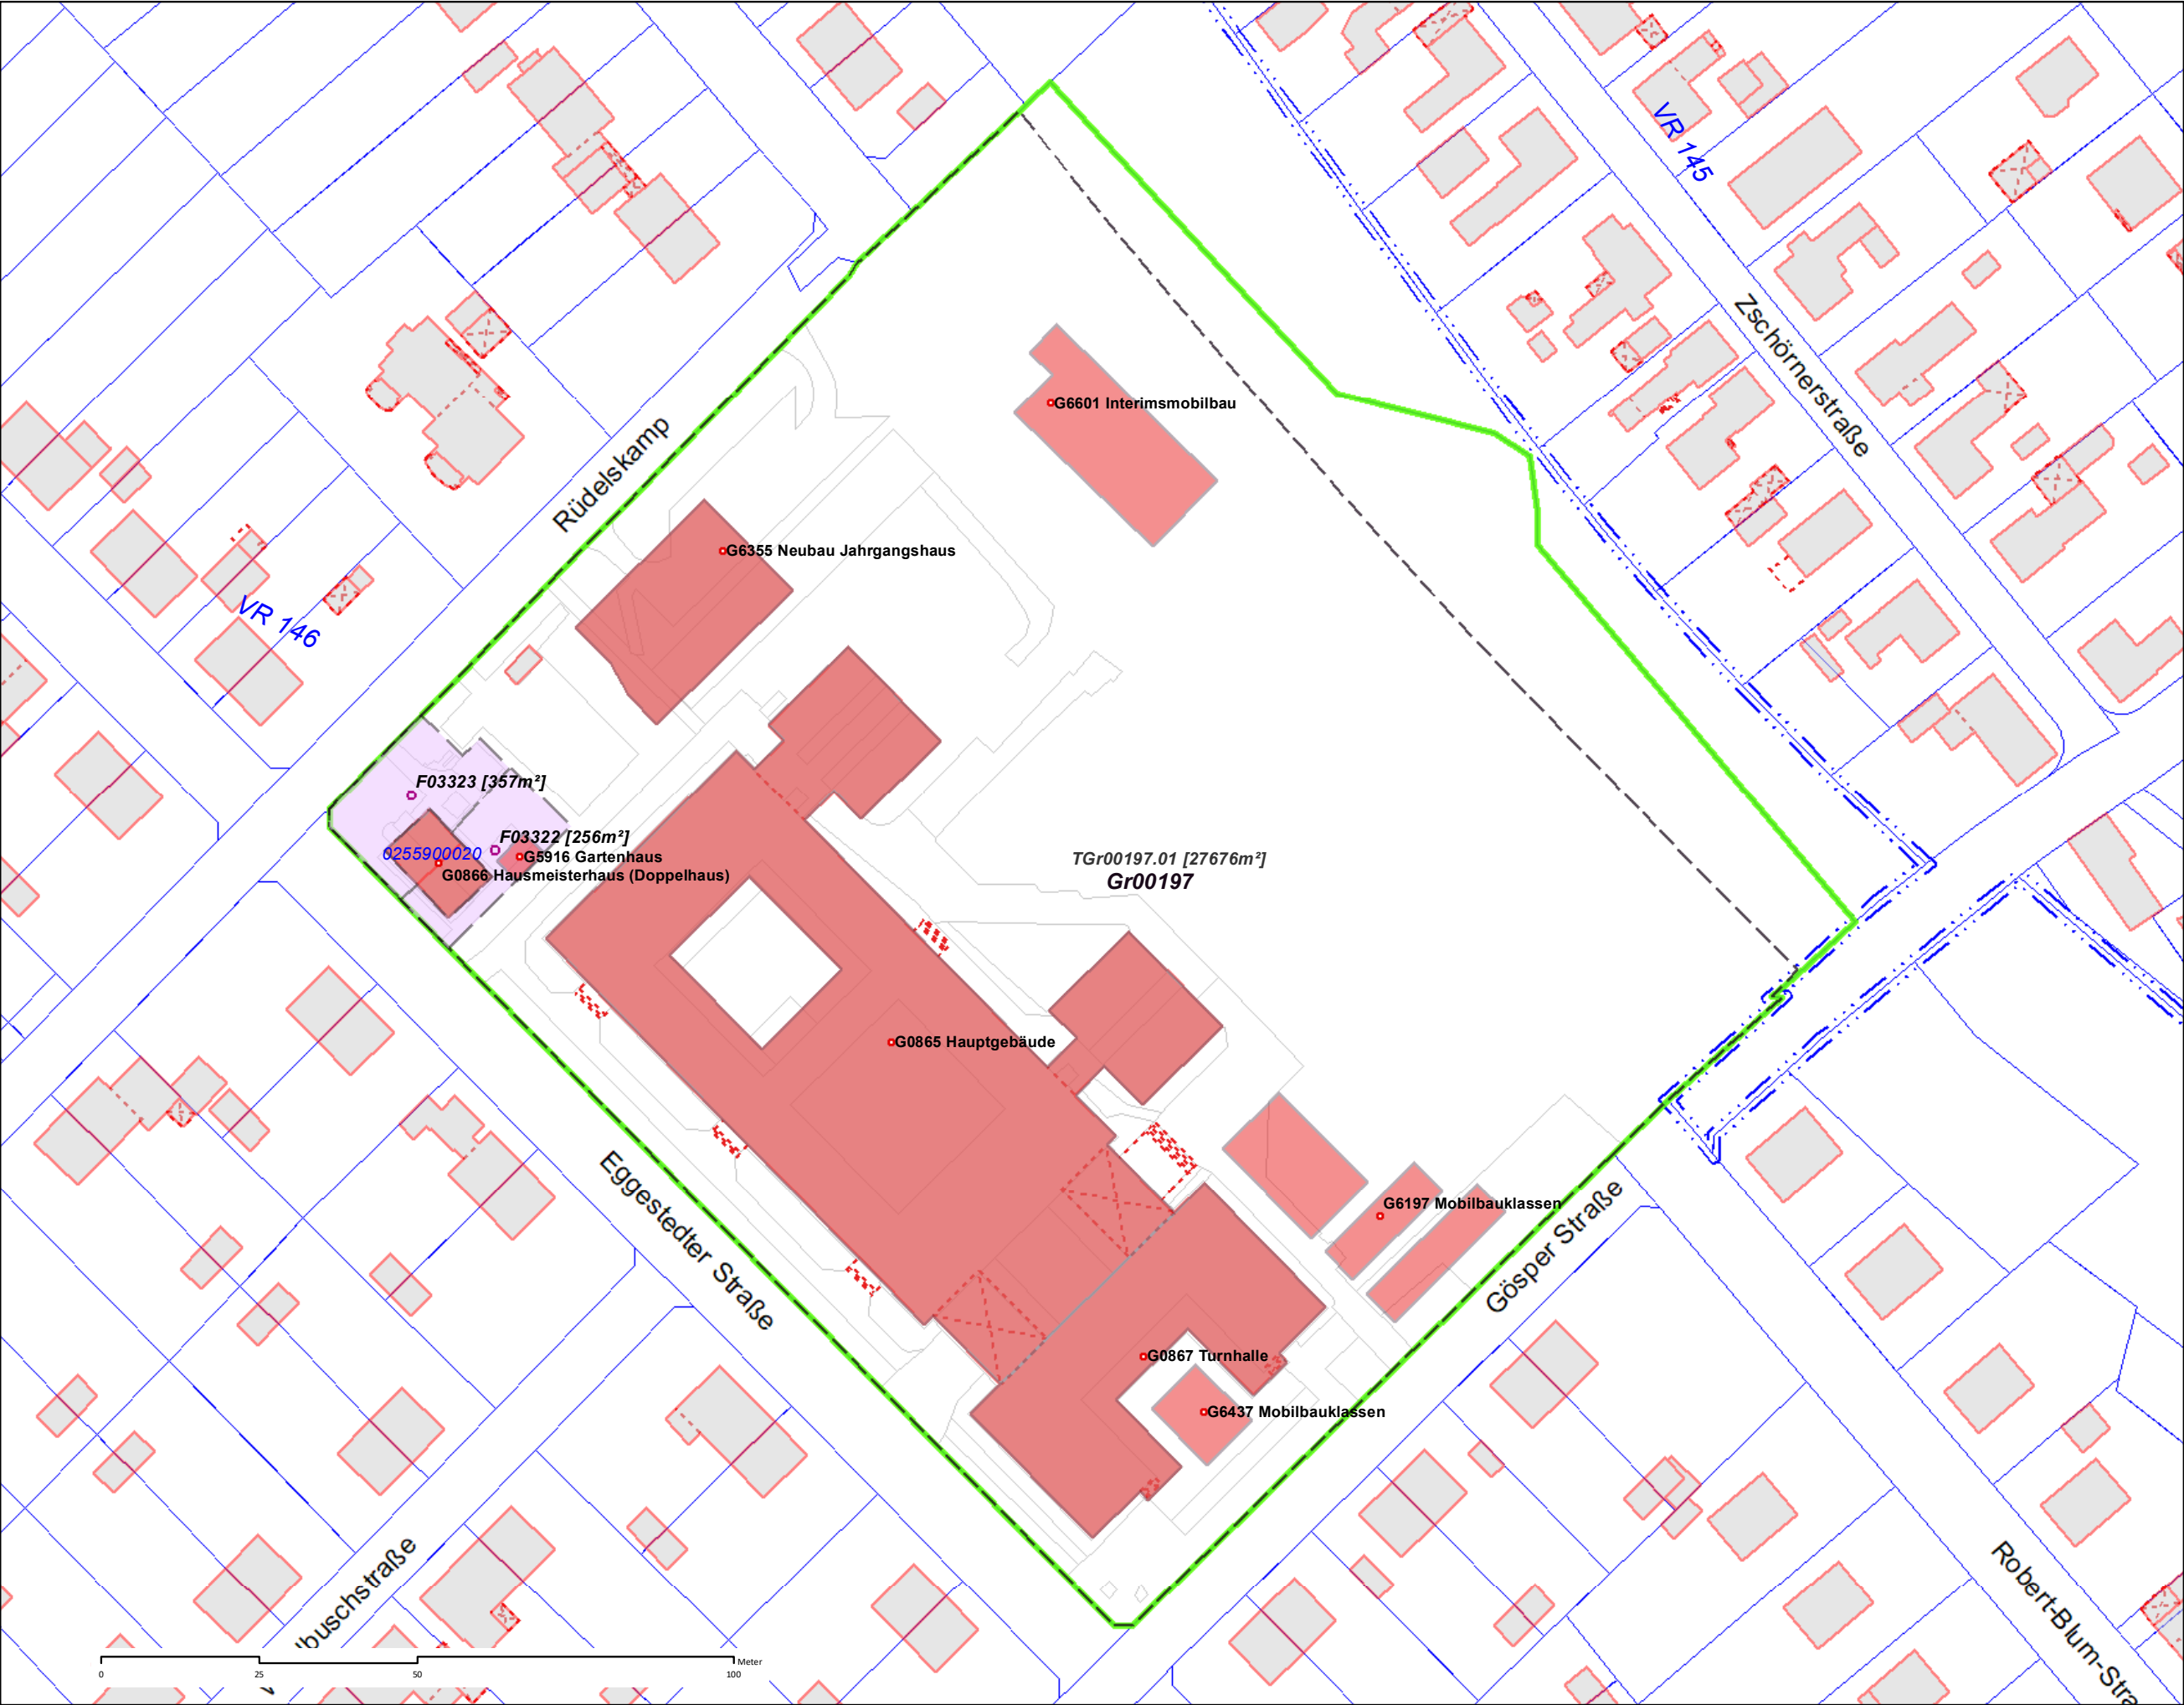 VR 145
Zschörnerstraße
G6601 Interimsmobilbau
Rüdelskamp
G6355 Neubau Jahrgangshaus
VR 146
F03323 [357m²]
F03322 [256m²]
0255900020
G5916 Gartenhaus
G0866 Hausmeisterhaus (Doppelhaus)
TGr00197.01 [27676m²]
Gr00197
G0865 Hauptgebäude
G6197 Mobilbauklassen
Gösper Straße
Eggestedter Straße
G0867 Turnhalle
G6437 Mobilbauklassen
lbuschstraße
Robert-Blum-Stra
Meter
0 25 50 100